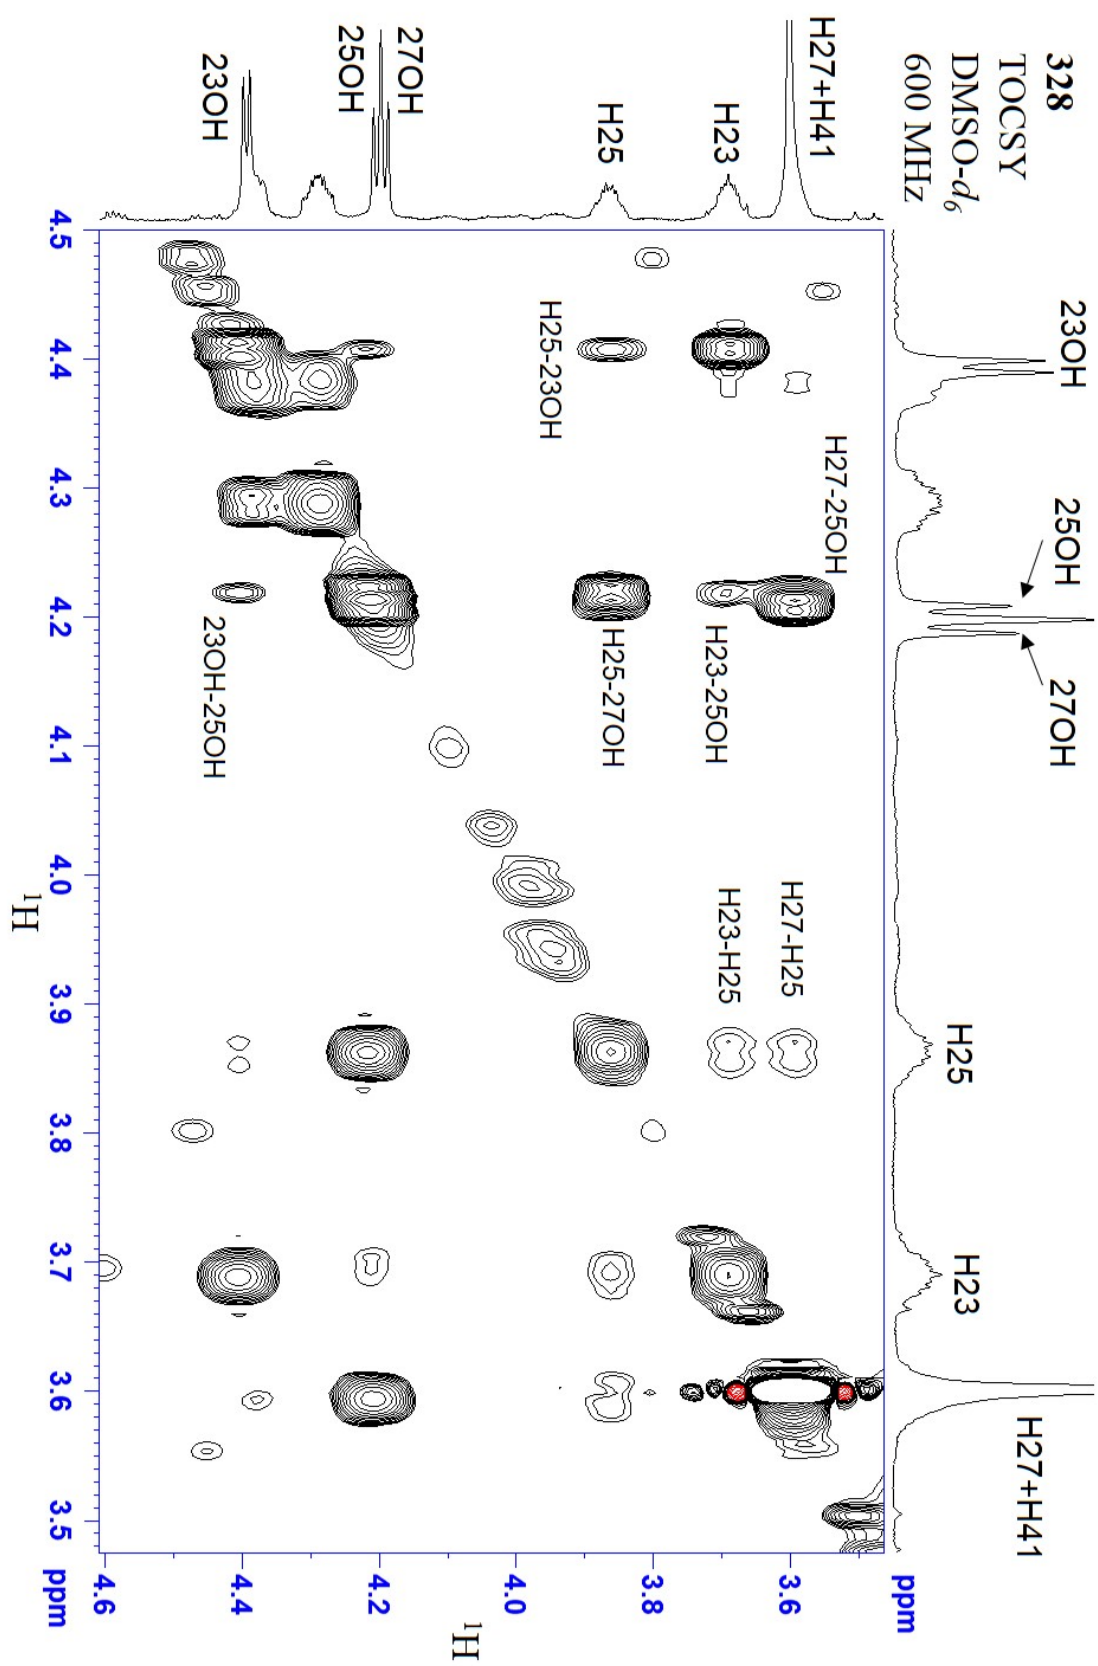 328
TOCSY
DMSO-d6
600 MHz
23OH
25OH
27OH
H25
H23
H27+H41
H27+H41
H23
H25
27OH
25OH
23OH
H27-25OH
H25-23OH
H23-25OH
H25-27OH
23OH-25OH
H27-H25
H23-H25
ppm
3.6
3.8
4.0
4.2
4.4
4.6
1H
4.5
4.4
4.3
4.2
4.1
4.0
3.9
3.8
3.7
3.6
3.5
ppm
1H